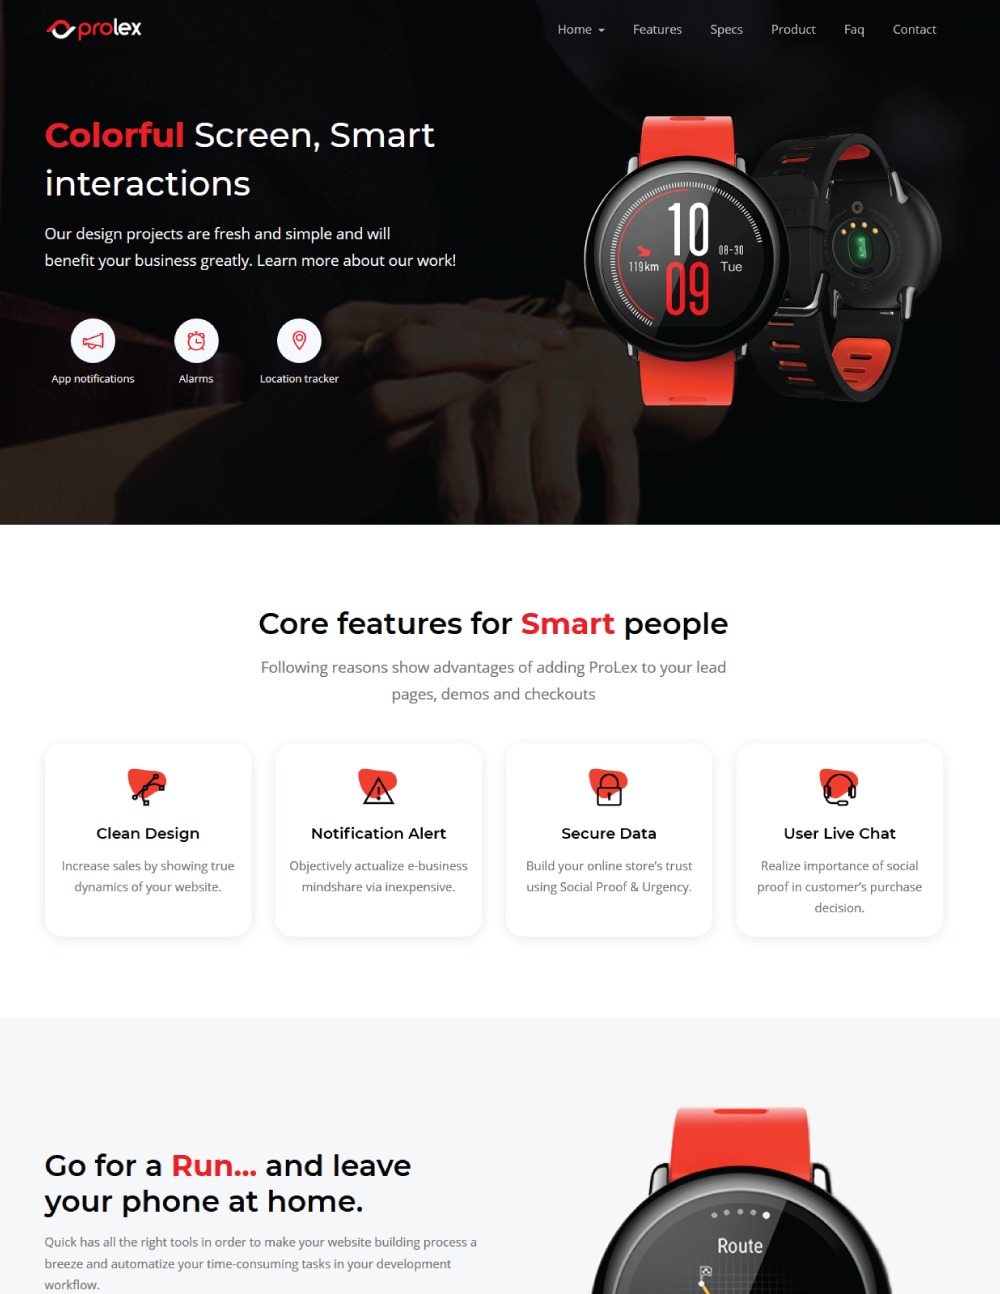 prolex
Home Features Specs Product Faq Contact
Colorful Screen, Smart
interactions
Our design projects are fresh and simple and will
benefit your business greatly. Learn more about our work!
App notifications Alarms Location tracker
10
09
119km
08-30
Tue
Core features for Smart people
Following reasons show advantages of adding ProLex to your lead
pages, demos and checkouts
Clean Design
Increase sales by showing true
dynamics of your website.
Notification Alert
Objectively actualize e-business
mindshare via inexpensive.
Secure Data
Build your online store's trust
using Social Proof & Urgency.
User Live Chat
Realize importance of social
proof in customer's purchase
decision.
Go for a Run... and leave
your phone at home.
Quick has all the right tools in order to make your website building process a
breeze and automatize your time-consuming tasks in your development
workflow.
Route